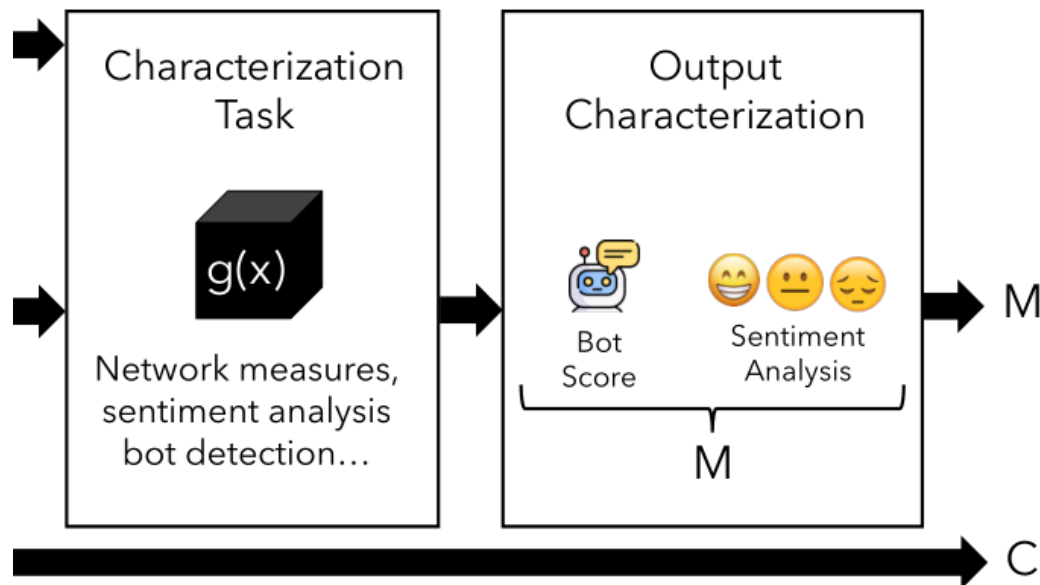 Characterization
Task
g(x)
Network measures,
sentiment analysis
bot detection…
Output
Characterization
Bot
Score
Sentiment
Analysis
M
M
C